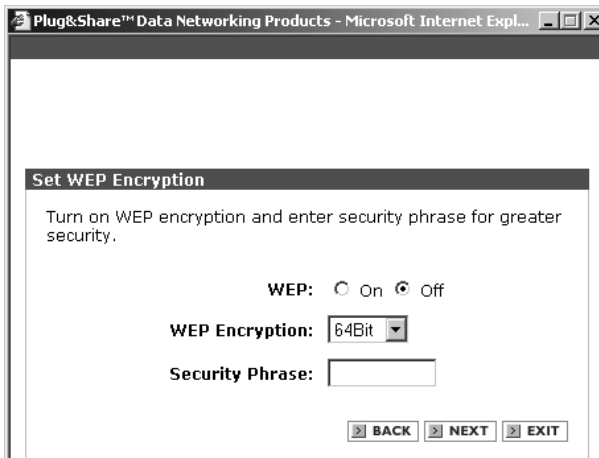 Plug&Share™ Data Networking Products - Microsoft Internet Expl...
Set WEP Encryption
Turn on WEP encryption and enter security phrase for greater
security.
WEP: On Off
WEP Encryption: 64Bit
Security Phrase:
BACK NEXT EXIT